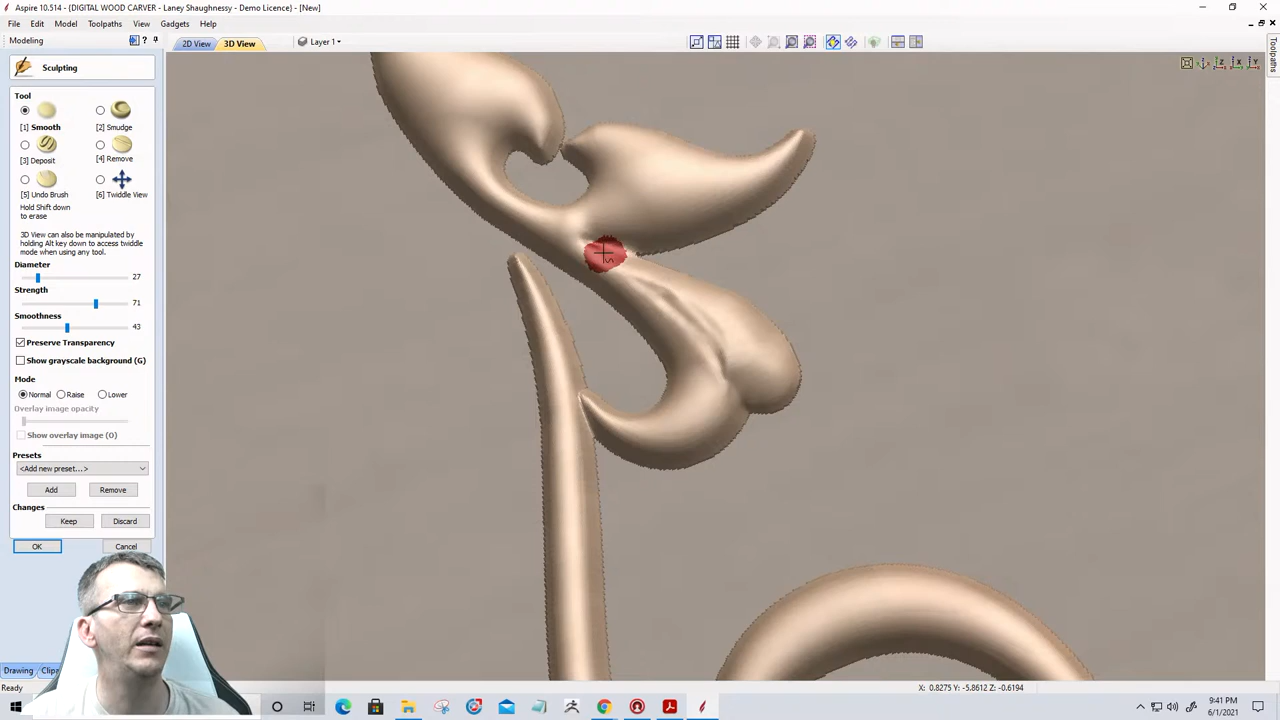 Aspire 10.514 - {DIGITAL WOOD CARVER - Laney Shaughnessy - Demo Licence} - [New]
File Edit Model Toolpaths View Gadgets Help
Modeling
2D View 3D View Layer 1
Toolpaths
Sculpting
Tool
[1] Smooth [2] Smudge
[3] Deposit [4] Remove
[5] Undo Brush [6] Twiddle View
Hold Shift down
to erase
3D View can also be manipulated by
holding Alt key down to access twiddle
mode when using any tool.
Diameter
27
Strength
71
Smoothness
43
Preserve Transparency
Show grayscale background (G)
Mode
Normal Raise Lower
Overlay image opacity
Show overlay image (O)
Presets
<Add new preset...>
Add Remove
Changes
Keep Discard
OK Cancel
Drawing Clipa
Ready
X: 0.8275 Y: -5.8612 Z: -0.6194
9:41 PM
6/1/2021